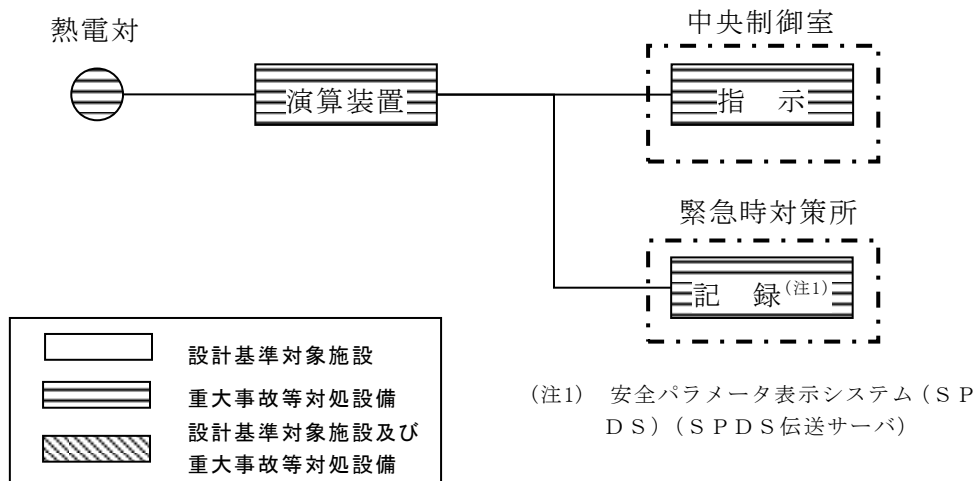 熱電対
演算装置
中央制御室
指　示
緊急時対策所
記　録(注1)
設計基準対象施設
重大事故等対処設備
設計基準対象施設及び
重大事故等対処設備
(注1)　安全パラメータ表示システム（ＳＰ
ＤＳ）（ＳＰＤＳ伝送サーバ）